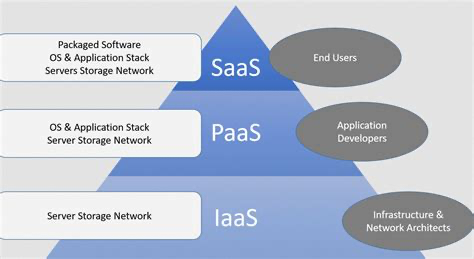 Packaged Software
OS & Application Stack
Servers Storage Network
SaaS
End Users
OS & Application Stack
Server Storage Network
PaaS
Application
Developers
Server Storage Network
IaaS
Infrastructure &
Network Architects